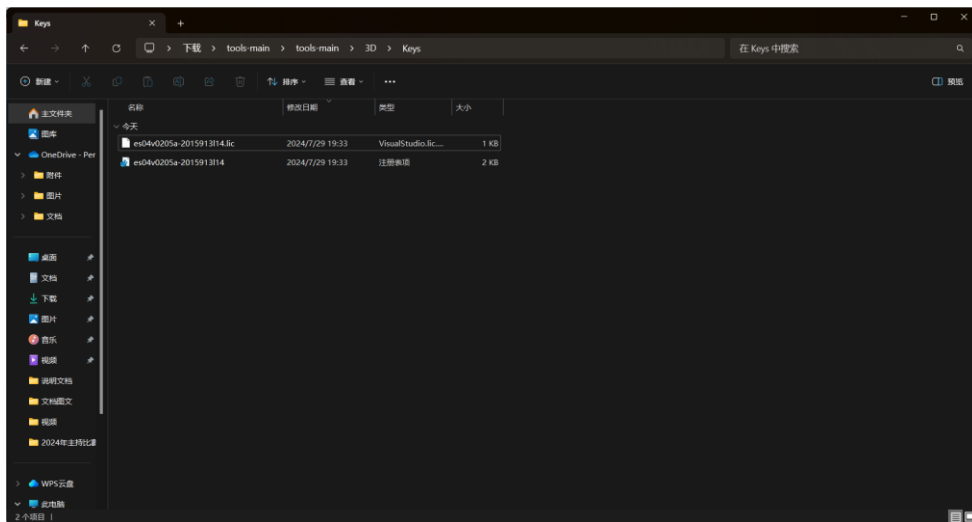 Keys
下载 > tools-main > tools-main > 3D > Keys
在 Keys 中搜索
新建
排序
查看
预览
名称 修改日期 类型 大小
今天
es04v0205a-2015913l14.lic 2024/7/29 19:33 VisualStudio.lic.... 1 KB
es04v0205a-2015913l14 2024/7/29 19:33 注册表项 2 KB
主文件夹
图库
OneDrive - Per
附件
图片
文档
桌面
文档
下载
图片
音乐
视频
说明文档
文档图文
视频
2024年主持比
WPS云盘
此电脑
2 个项目